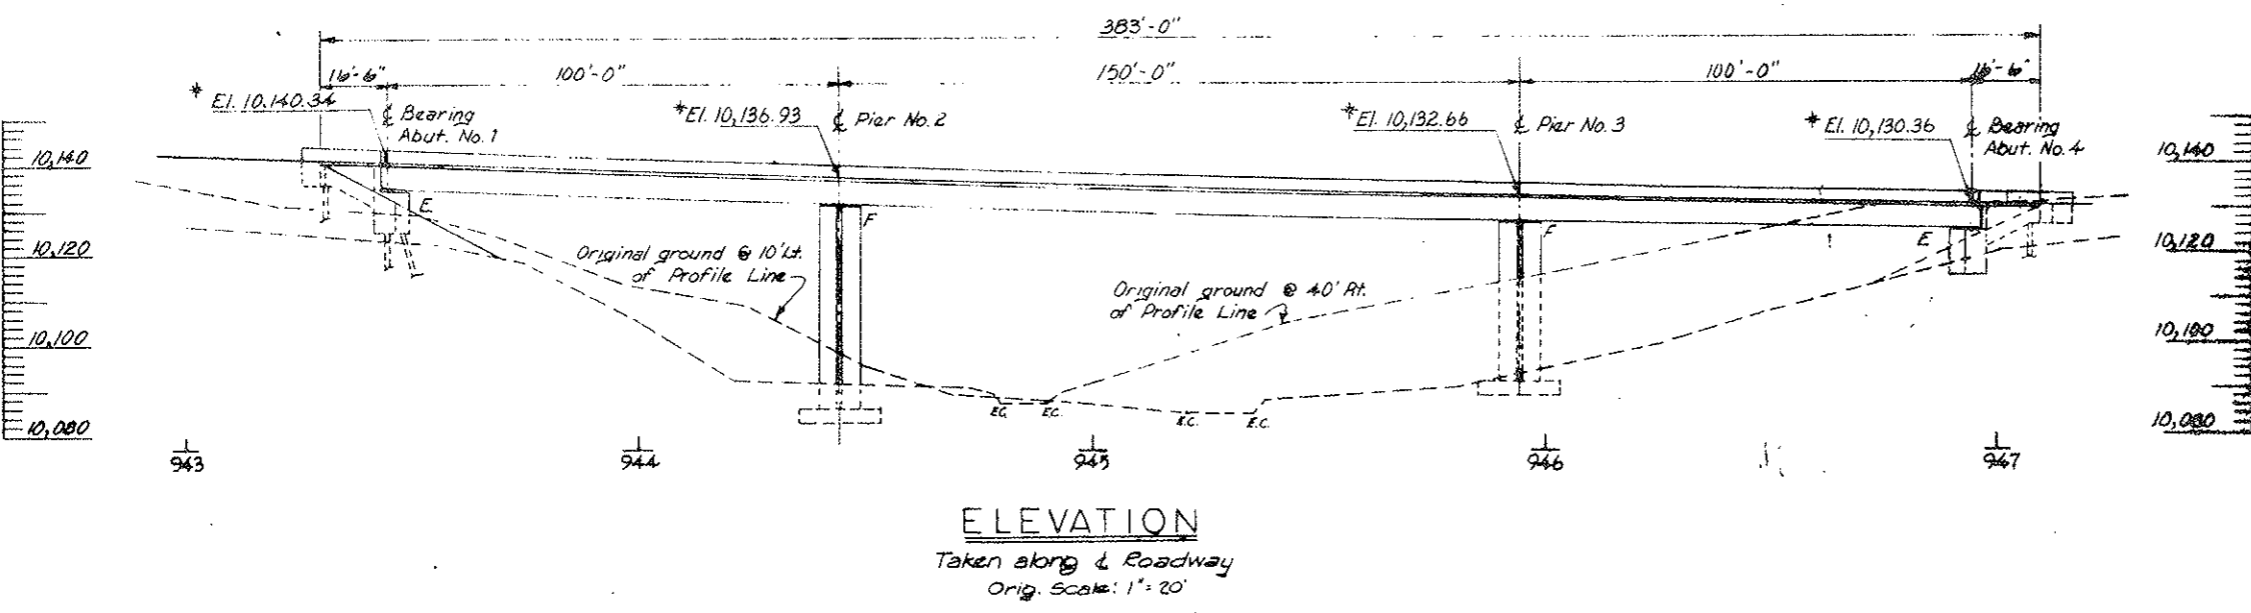 383'-0"
16'-6" 100'-0" 150'-0" 100'-0" 16'-6"
* El. 10,140.34
℄ Bearing
Abut. No. 1
*El. 10,136.93
℄ Pier No. 2
*El. 10,132.66
℄ Pier No. 3
* El. 10,130.36
℄ Bearing
Abut. No. 4
10,140
10,120
10,100
10,080
E
F
F
E
Original ground @ 10' Lt.
of Profile Line
Original ground @ 40' Rt.
of Profile Line
E.C. E.C. E.C. E.C.
10,140
10,120
10,100
10,080
943 944 945 946 947
ELEVATION
Taken along ℄ Roadway
Orig. Scale: 1"=20'